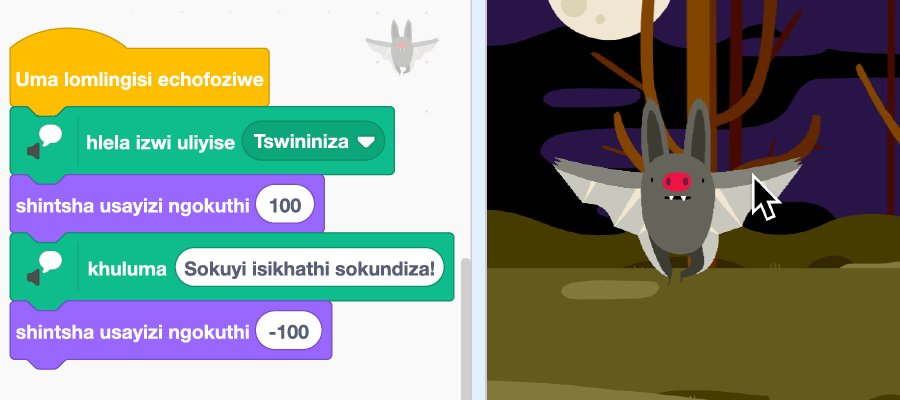 Uma lomlingisi echofoziwe
hlela izwi uliyise Tswininiza
shintsha usayizi ngokuthi 100
khuluma Sokuyi isikhathi sokundiza!
shintsha usayizi ngokuthi -100